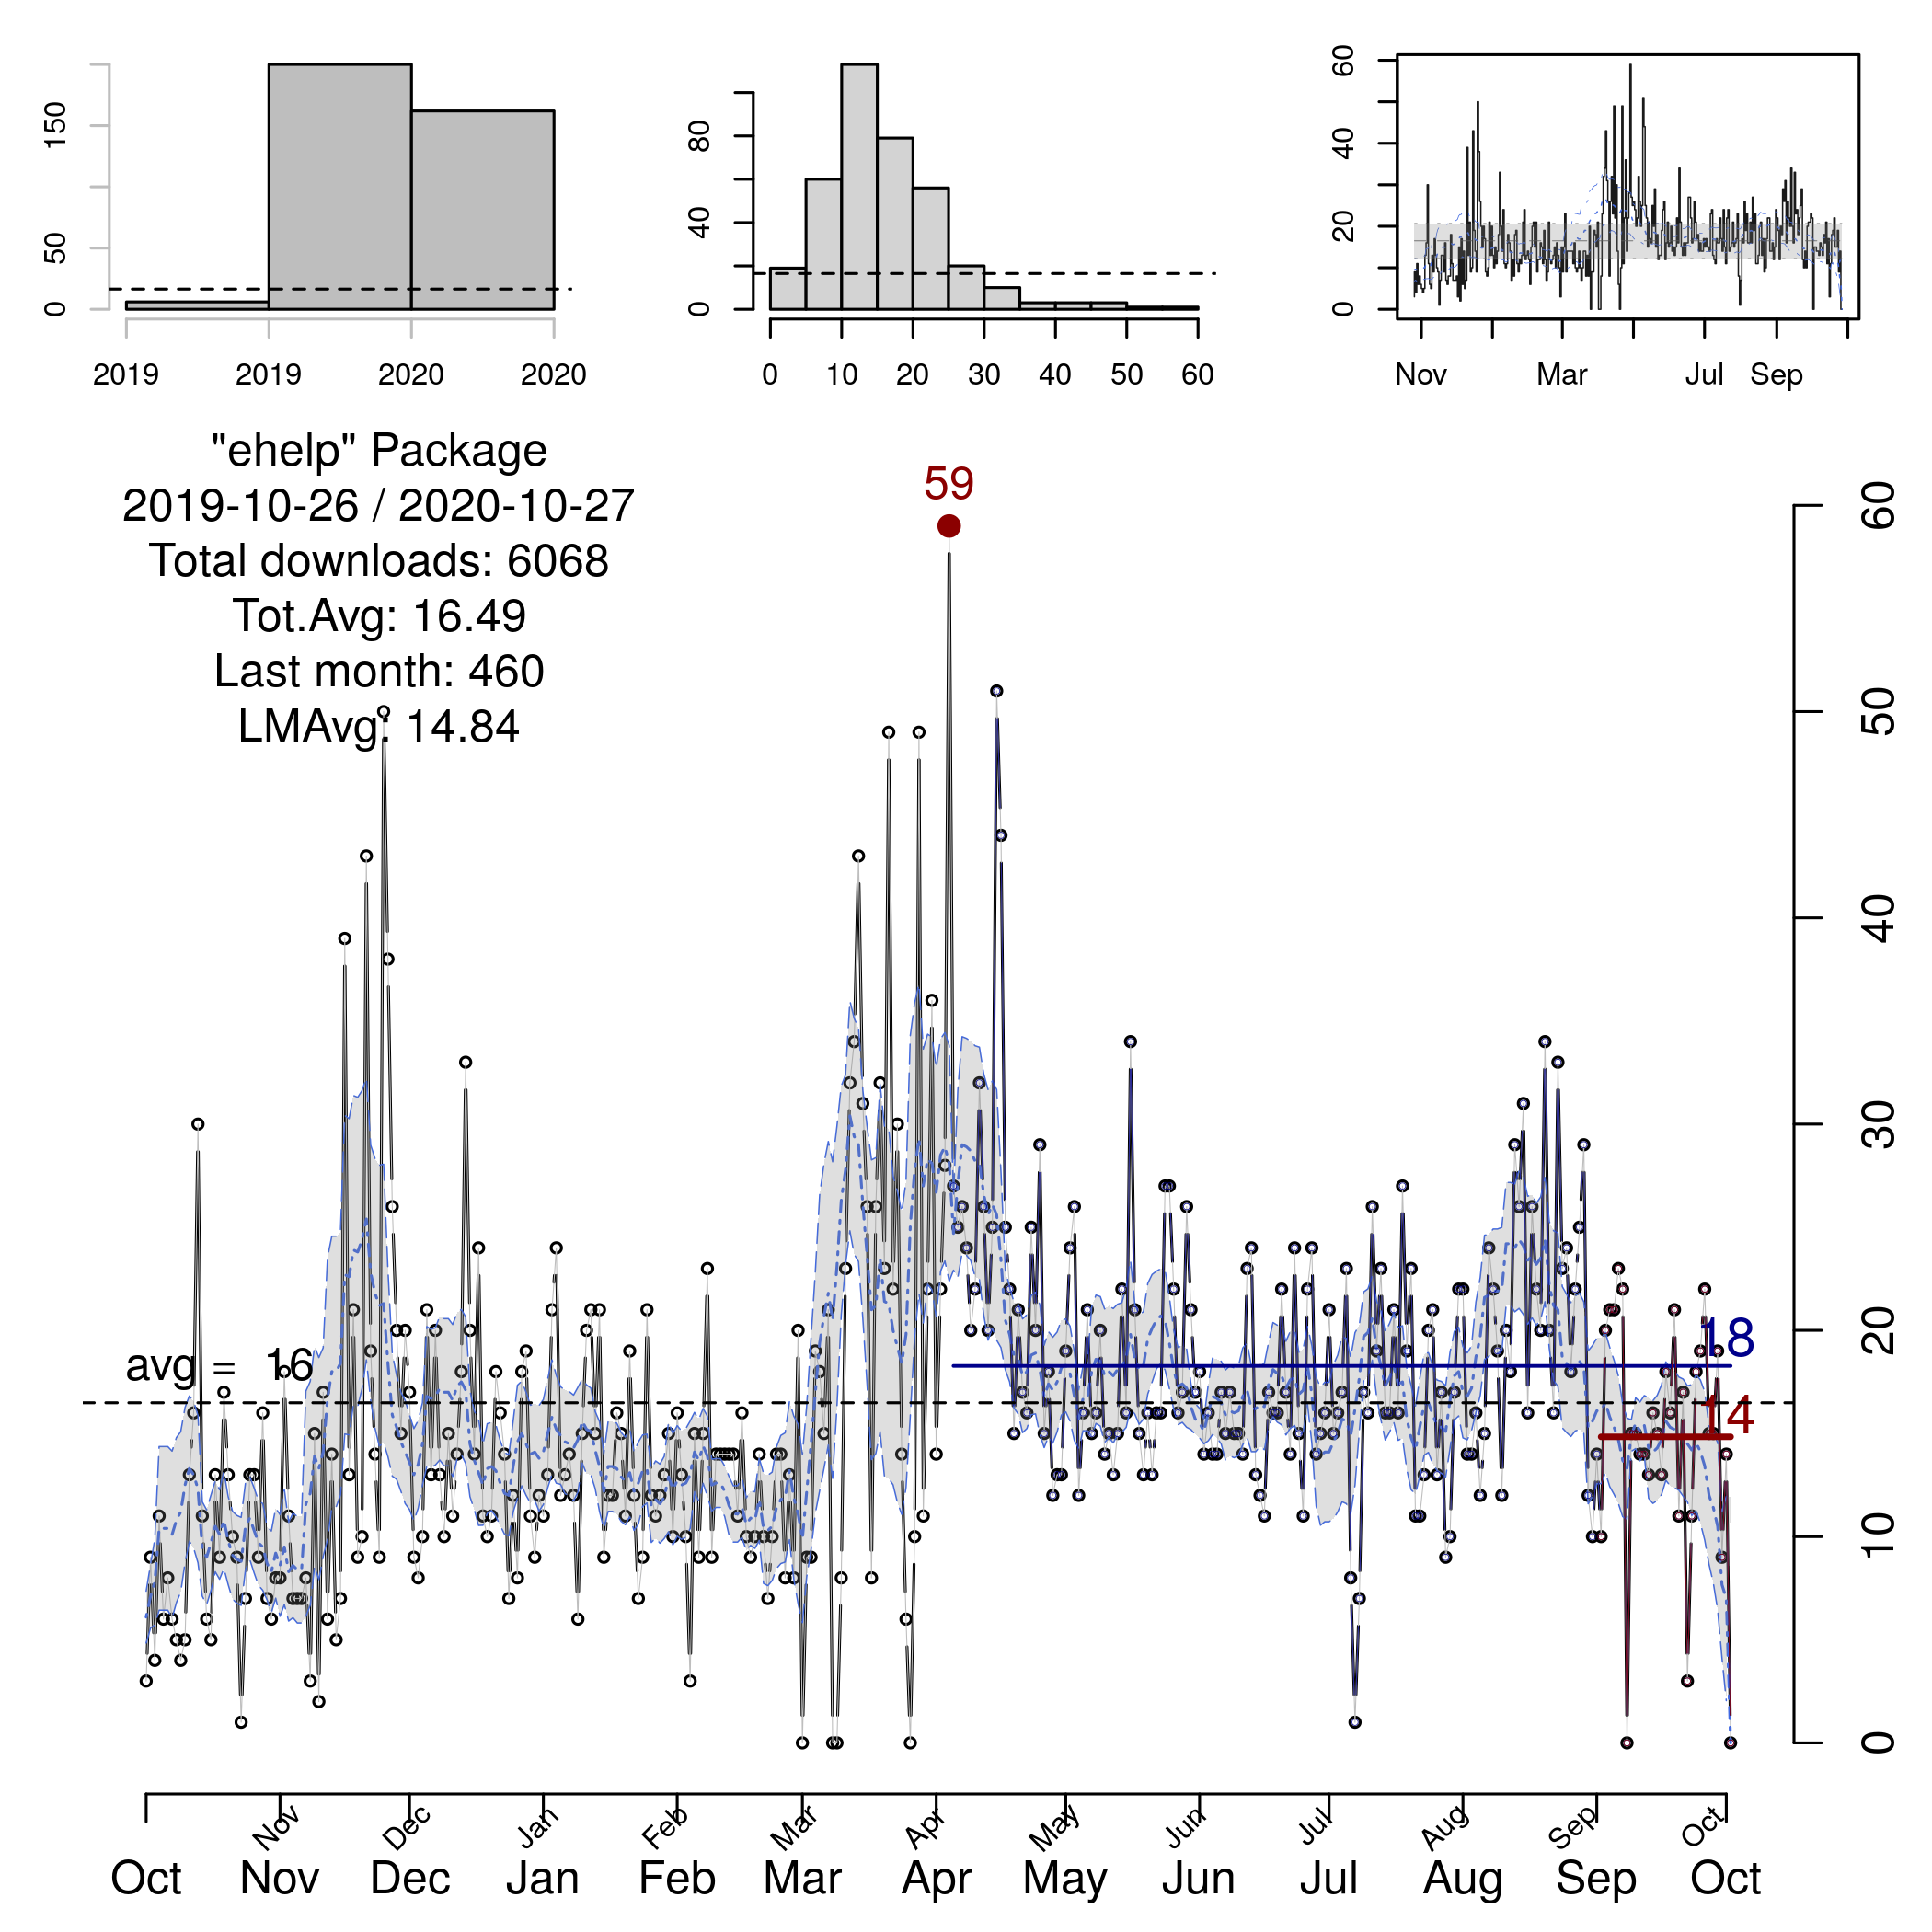 150
50
0
2019 2019 2020 2020
80
40
0
0 10 20 30 40 50 60
60
40
20
0
Nov Mar Jul Sep
"ehelp" Package
2019-10-26 / 2020-10-27
Total downloads: 6068
Tot.Avg: 16.49
Last month: 460
LMAvg: 14.84
59
avg = 16
18
14
60
50
40
30
20
10
0
Nov Dec Jan Feb Mar Apr May Jun Jul Aug Sep Oct
Oct Nov Dec Jan Feb Mar Apr May Jun Jul Aug Sep Oct